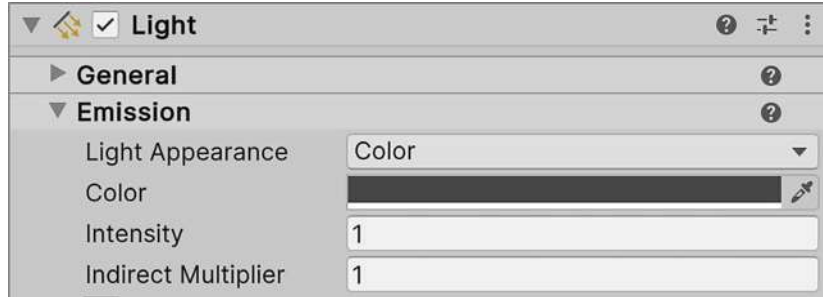 Light
General
Emission
Light Appearance Color
Color
Intensity 1
Indirect Multiplier 1